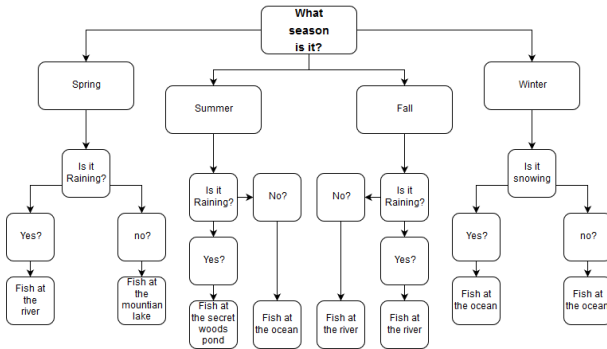 What
season
is it?
Spring
Summer
Fall
Winter
Is it
Raining?
Is it
Raining?
No?
No?
Is it
Raining?
Is it
snowing
Yes?
no?
Yes?
Yes?
Yes?
no?
Fish at
the
river
Fish at
the
mountian
lake
Fish at
the secret
woods
pond
Fish at
the ocean
Fish at
the river
Fish at
the river
Fish at
the ocean
Fish at
the ocean